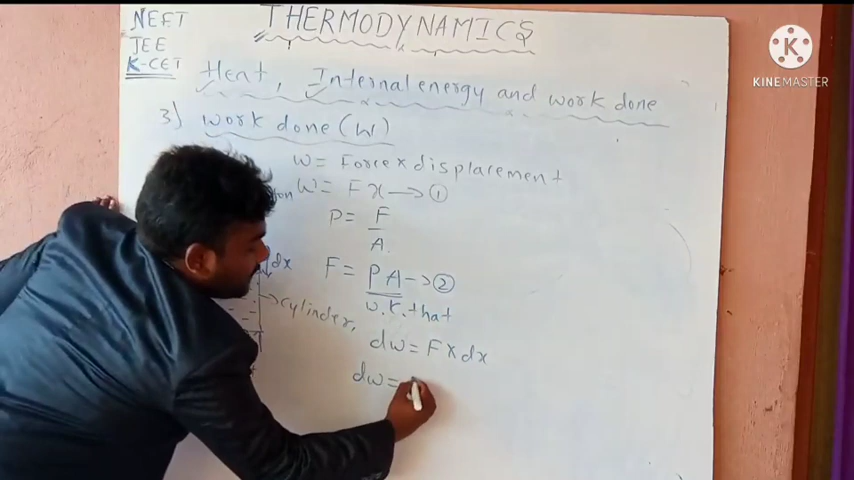 NEET
JEE
K-CET
THERMODYNAMICS
Heat, Internal energy and work done
3) work done (W)
W = Force × displacement
W = F x → ①
P = F
A
F = P A → ②
W.K. that
dw = F × dx
dw =
dx
→ cylinder,
KINEMASTER